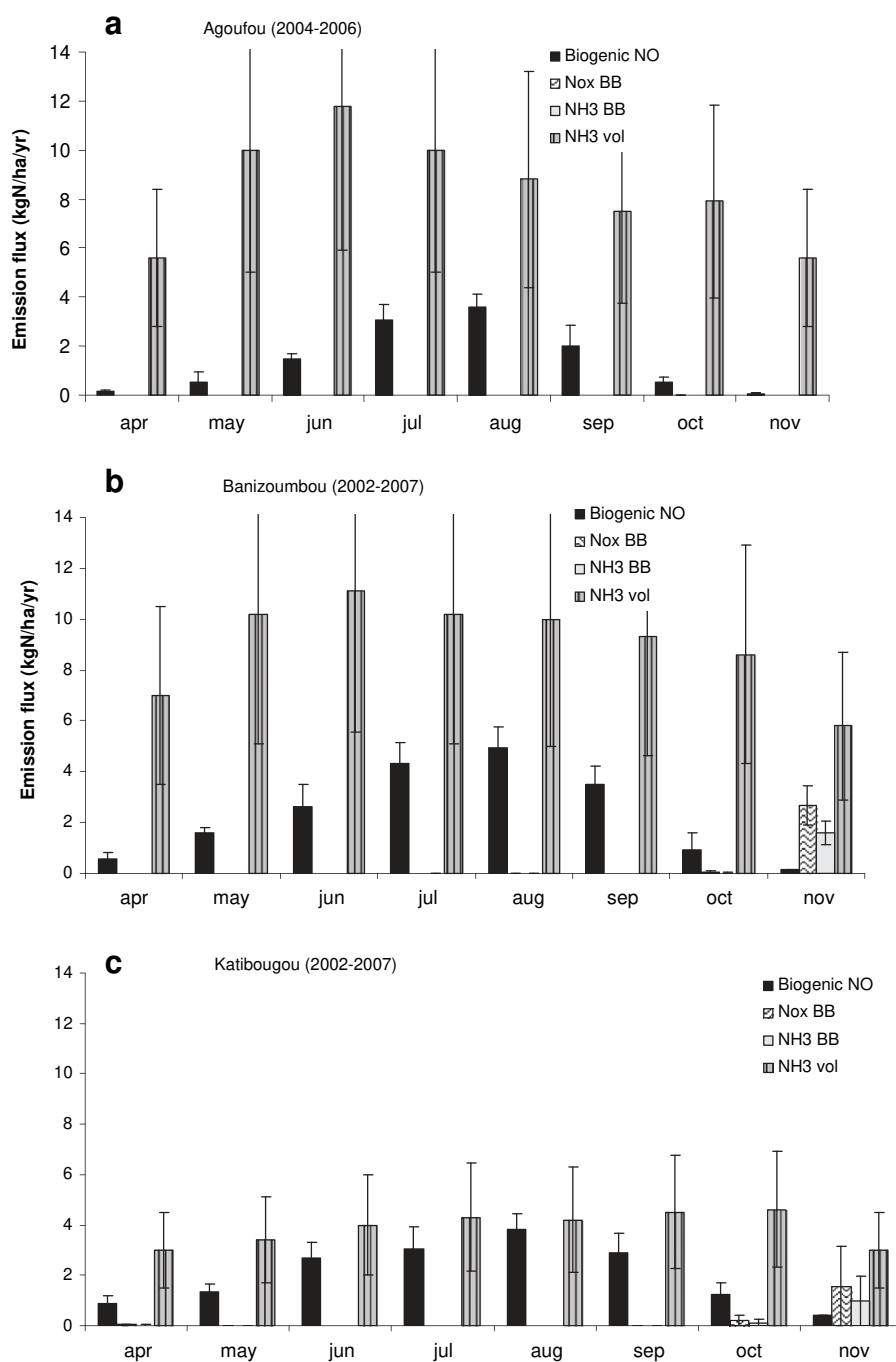 a
Agoufou (2004-2006)
Biogenic NO
Nox BB
NH3 BB
NH3 vol
Emission flux (kgN/ha/yr)
14
12
10
8
6
4
2
0
apr may jun jul aug sep oct nov
b
Banizoumbou (2002-2007)
Biogenic NO
Nox BB
NH3 BB
NH3 vol
Emission flux (kgN/ha/yr)
14
12
10
8
6
4
2
0
apr may jun jul aug sep oct nov
c
Katibougou (2002-2007)
Biogenic NO
Nox BB
NH3 BB
NH3 vol
14
12
10
8
6
4
2
0
apr may jun jul aug sep oct nov